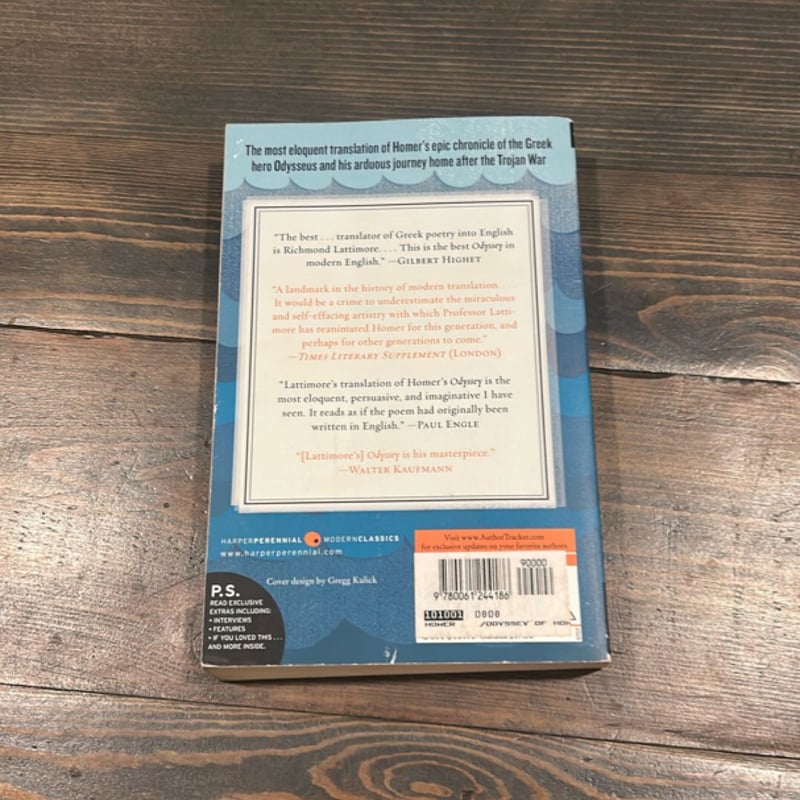 The most eloquent translation of Homer's epic chronicle of the Greek
hero Odysseus and his arduous journey home after the Trojan War
"The best . . . translator of Greek poetry into English
is Richmond Lattimore. . . . This is the best Odyssey in
modern English." —GILBERT HIGHET
"A landmark in the history of modern translation. . . .
It would be a crime to underestimate the miraculous
and self-effacing artistry with which Professor Latti-
more has reanimated Homer for this generation, and
perhaps for other generations to come."
—TIMES LITERARY SUPPLEMENT (LONDON)
"Lattimore's translation of Homer's Odyssey is the
most eloquent, persuasive, and imaginative I have
seen. It reads as if the poem had originally been
written in English." —PAUL ENGLE
"[Lattimore's] Odyssey is his masterpiece."
—WALTER KAUFMANN
HARPERPERENNIAL MODERNCLASSICS
www.harperperennial.com
Cover design by Gregg Kulick
P.S.
READ EXCLUSIVE
EXTRAS INCLUDING:
• INTERVIEWS
• FEATURES
• IF YOU LOVED THIS . . .
AND MORE INSIDE.
Visit www.AuthorTracker.com
for exclusive updates on your favorite authors.
90000
9 780061 244186
101001 0808
HOMER /ODYSSEY OF HOM